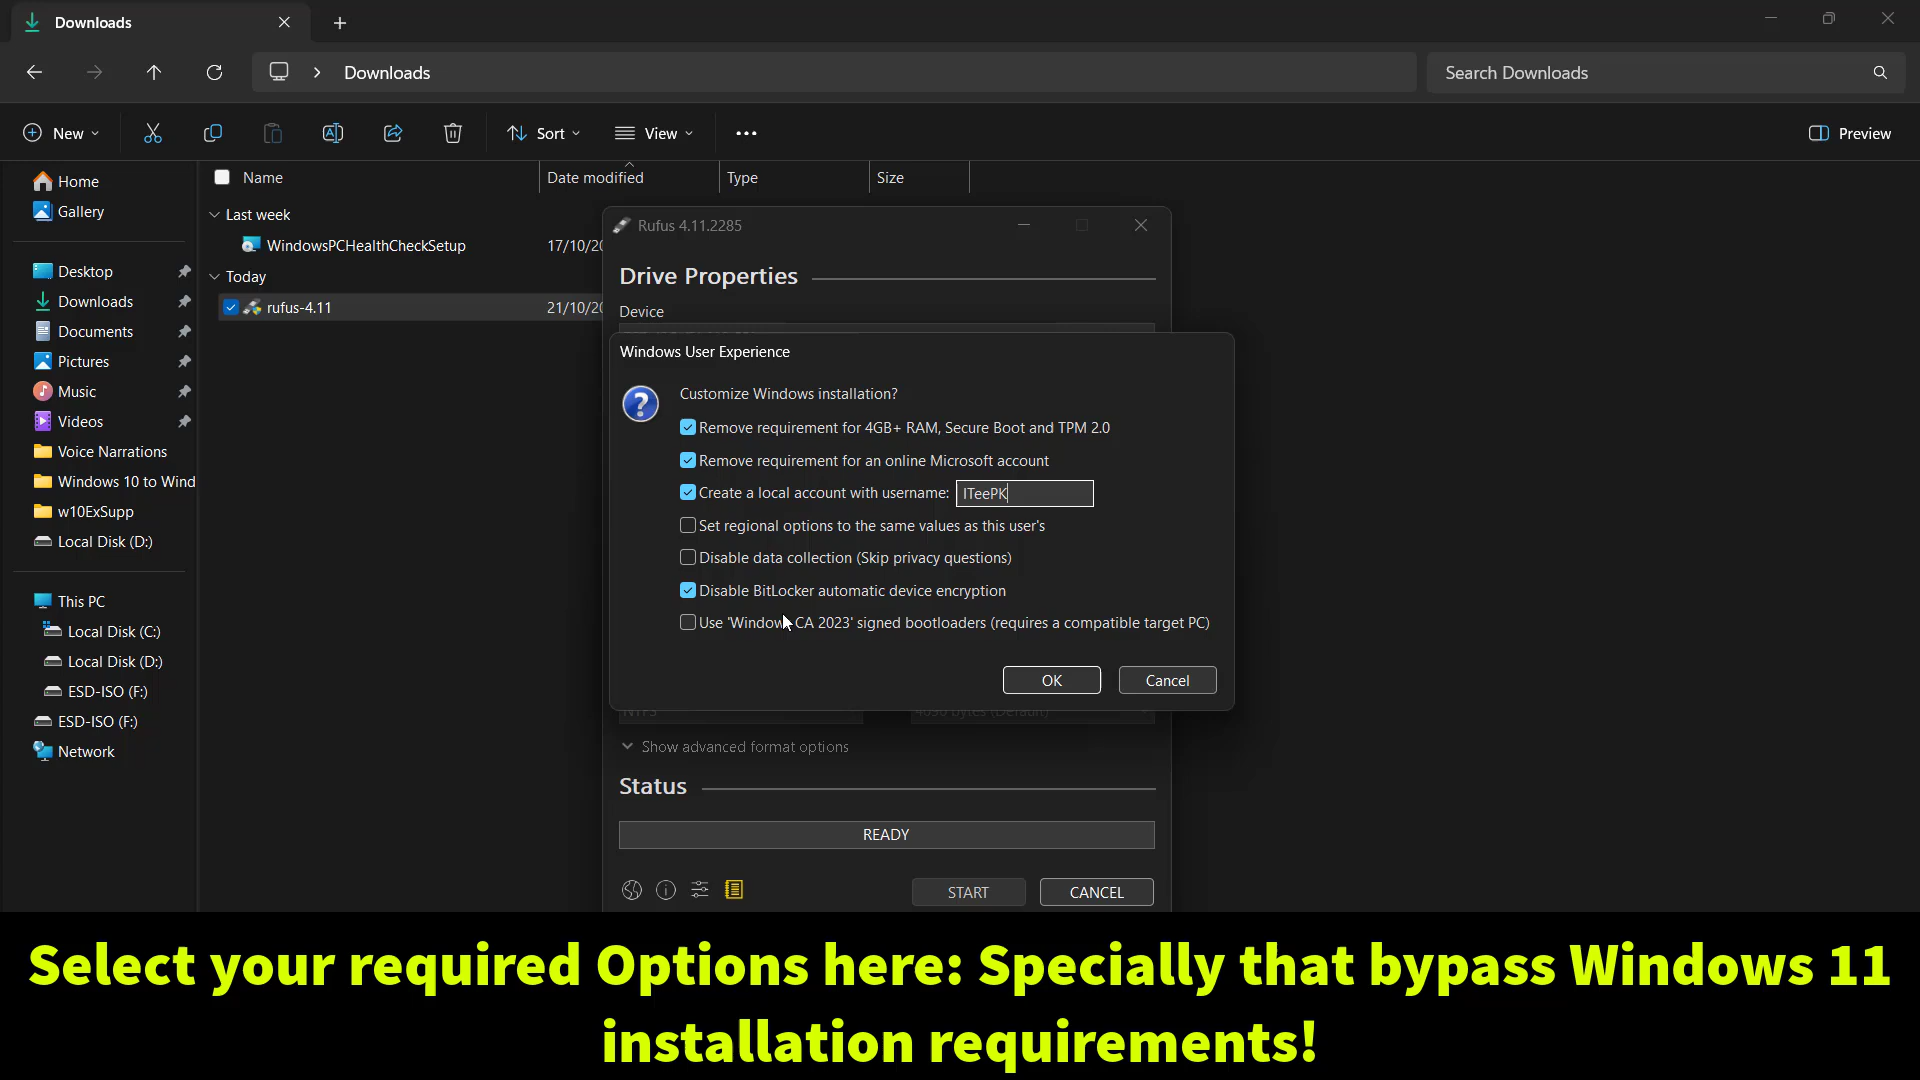 Downloads
Downloads
Search Downloads
New
Sort
View
Preview
Home
Gallery
Desktop
Downloads
Documents
Pictures
Music
Videos
Voice Narrations
Windows 10 to Wind
w10ExSupp
Local Disk (D:)
This PC
Local Disk (C:)
Local Disk (D:)
ESD-ISO (F:)
ESD-ISO (F:)
Network
Name
Date modified
Type
Size
Last week
WindowsPCHealthCheckSetup
17/10/20
Today
rufus-4.11
21/10/20
Rufus 4.11.2285
Drive Properties
Device
Windows User Experience
Customize Windows installation?
Remove requirement for 4GB+ RAM, Secure Boot and TPM 2.0
Remove requirement for an online Microsoft account
Create a local account with username: ITeePK
Set regional options to the same values as this user's
Disable data collection (Skip privacy questions)
Disable BitLocker automatic device encryption
Use 'Window CA 2023' signed bootloaders (requires a compatible target PC)
OK
Cancel
NTFS
4096 bytes (Default)
Show advanced format options
Status
READY
START
CANCEL
Select your required Options here: Specially that bypass Windows 11
installation requirements!